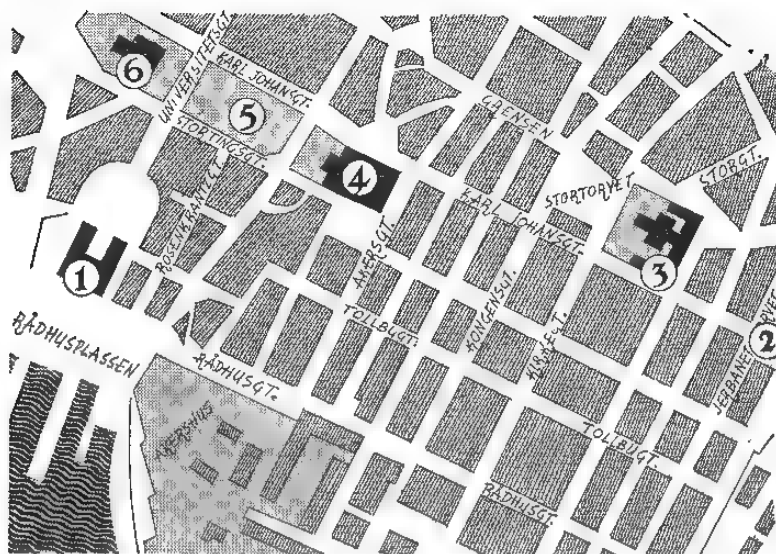 6
UNIVERSITETSGT.
KARL JOHANSGT.
5
STORTINGSGT.
GRENSEN
4
STORTORVET
STORGT.
KARL JOHANSGT.
ROSENKRANTZGT.
1
AKERSGT.
3
KONGENSGT.
KIRKEGT.
2
TOLLBUGT.
RÅDHUSPLASSEN
RÅDHUSGT.
AKERSHUS
TOLLBUGT.
RÅDHUSGT.